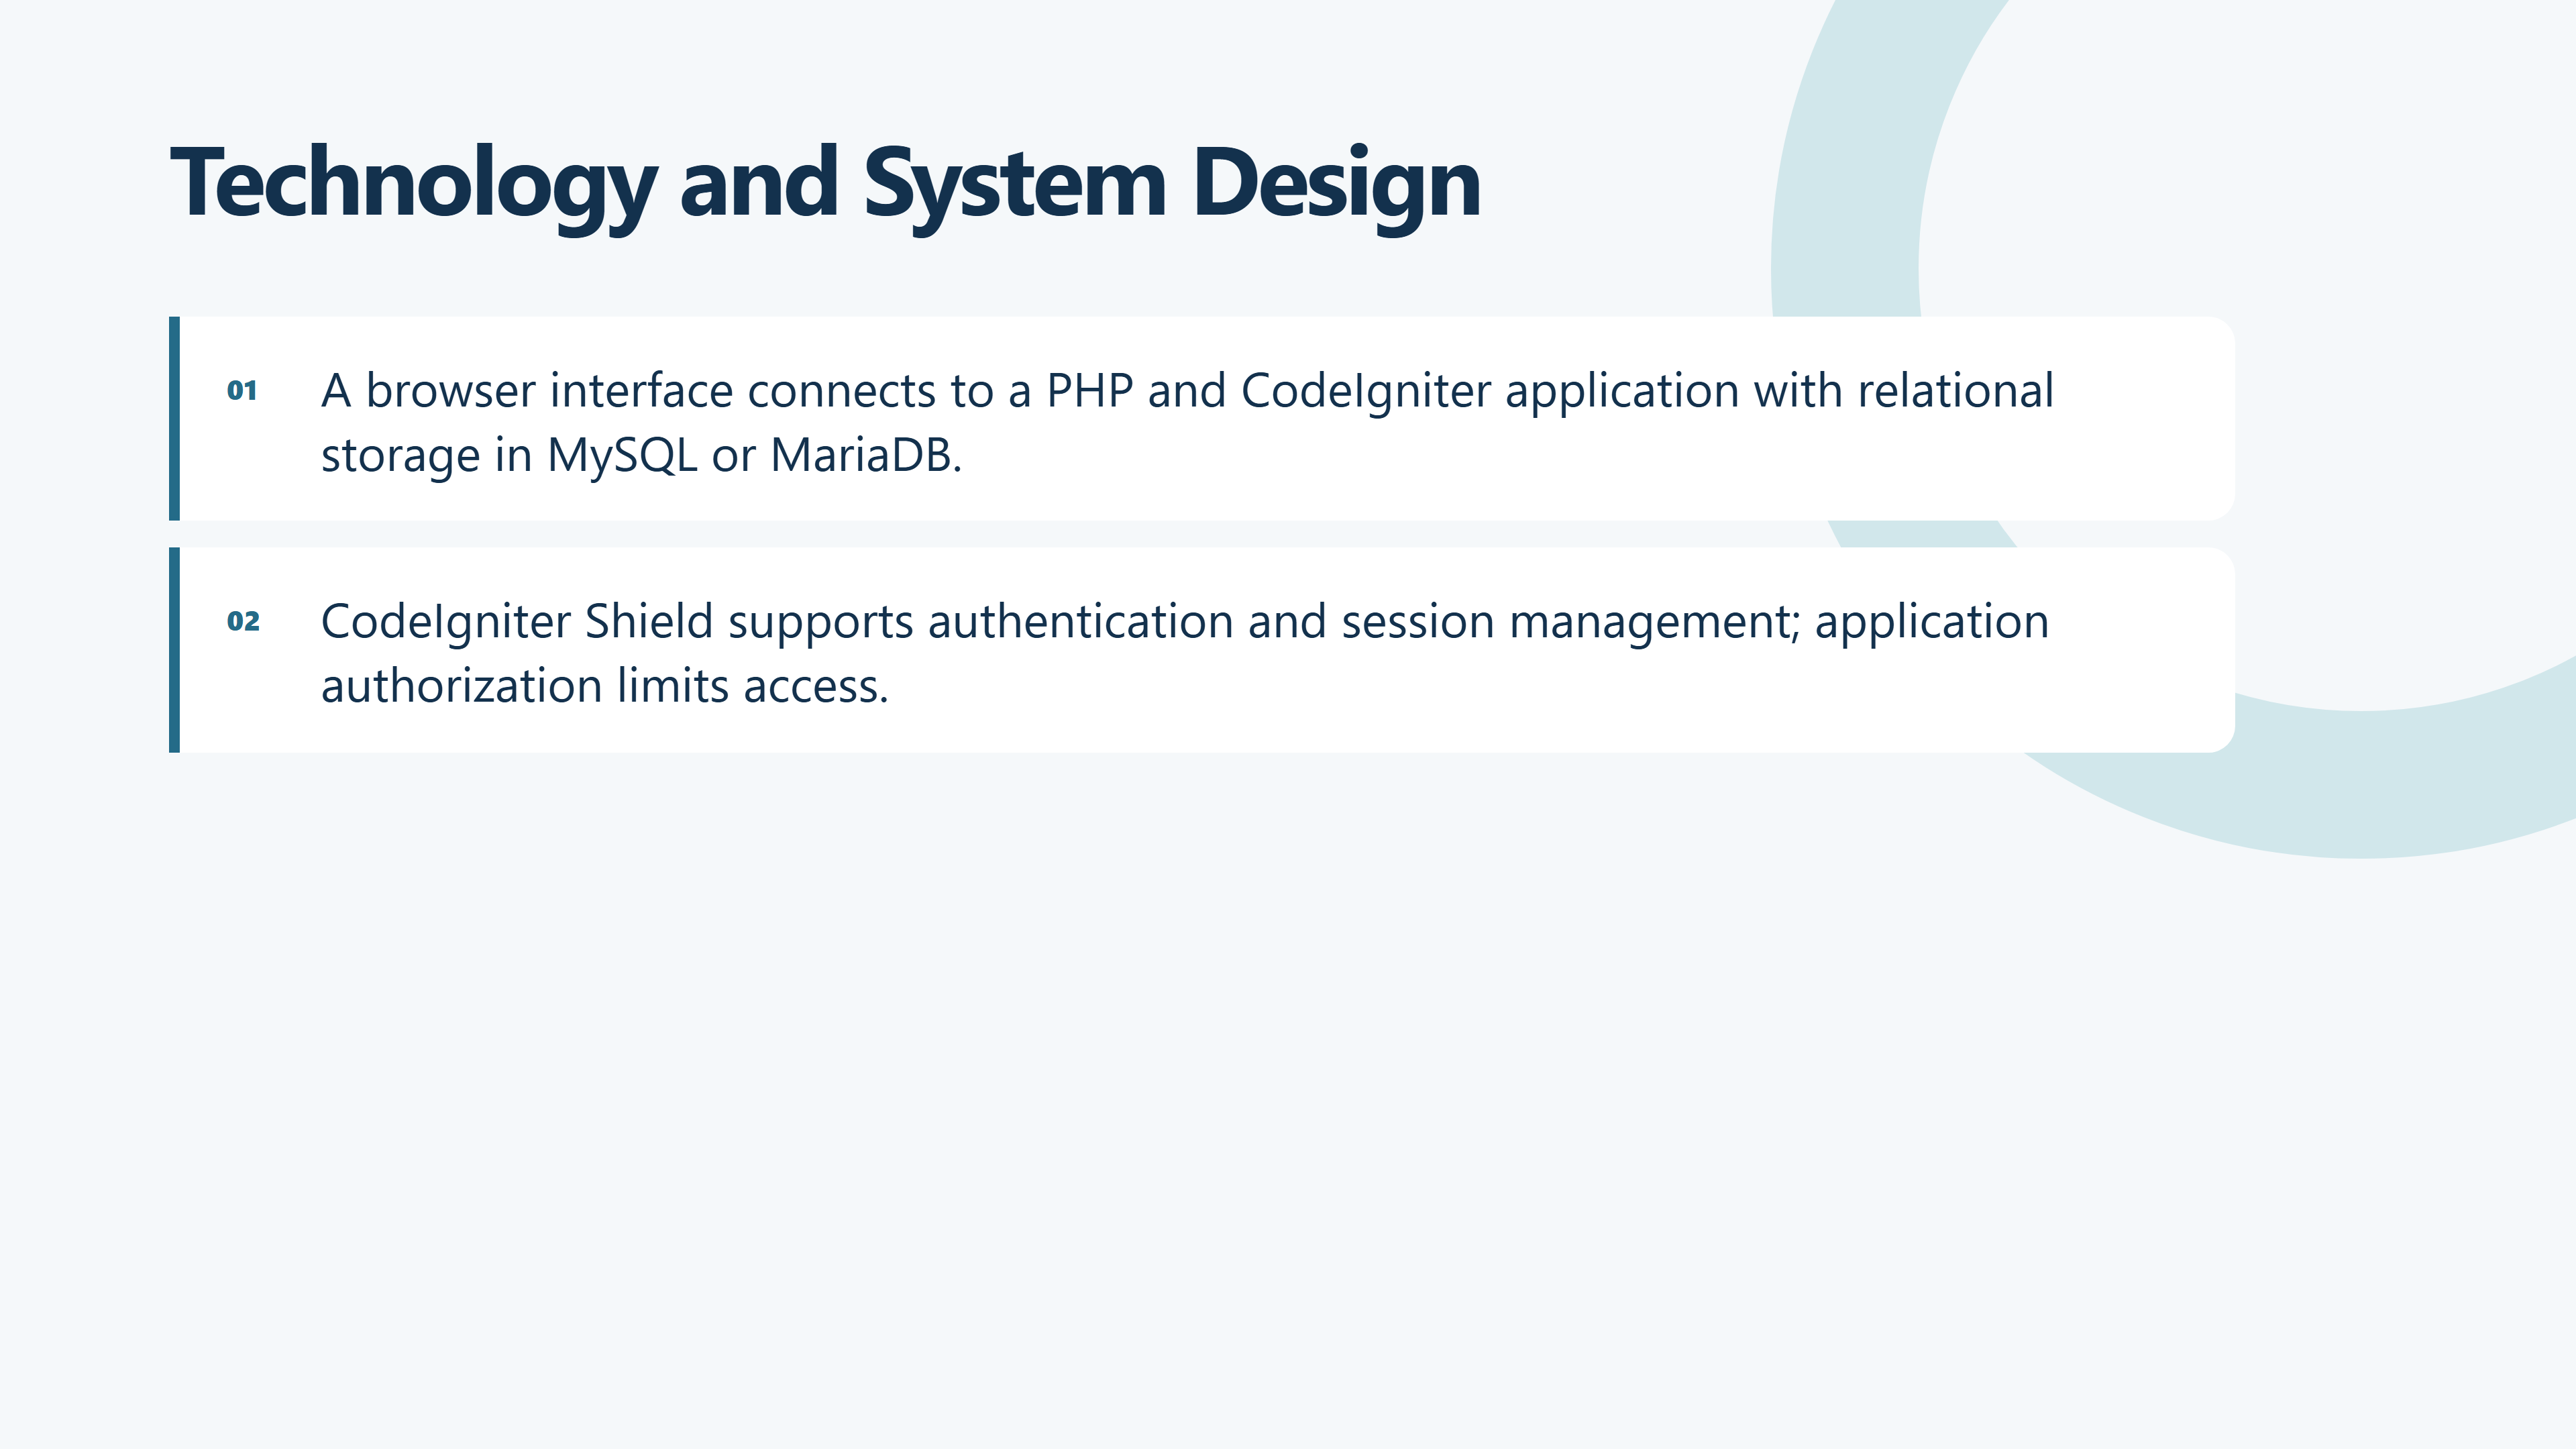 Technology and System Design
01 A browser interface connects to a PHP and CodeIgniter application with relational
storage in MySQL or MariaDB.
02 CodeIgniter Shield supports authentication and session management; application
authorization limits access.